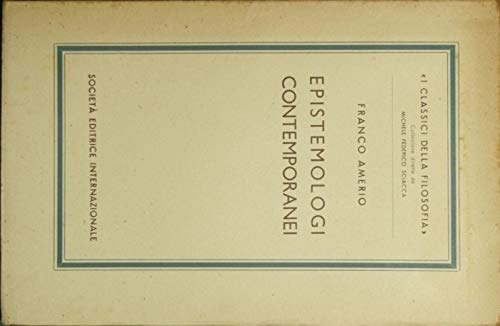 «I CLASSICI DELLA FILOSOFIA»
Collezione diretta da
MICHELE FEDERICO SCIACCA
FRANCO AMERIO
EPISTEMOLOGI
CONTEMPORANEI
SOCIETÀ EDITRICE INTERNAZIONALE